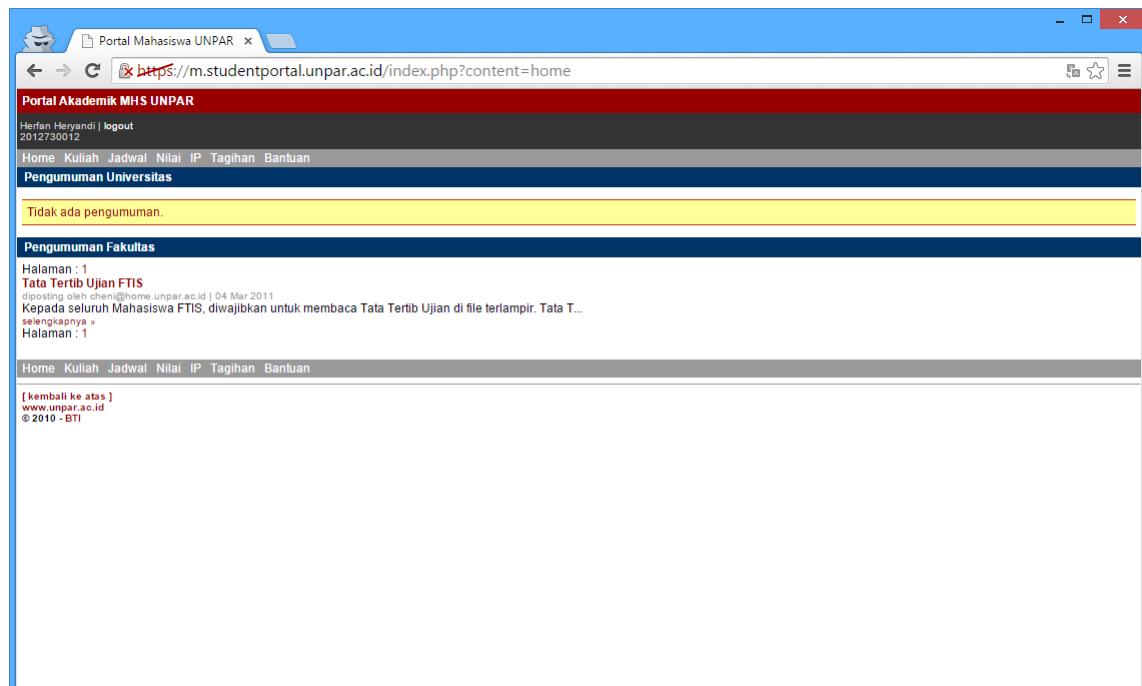 Portal Mahasiswa UNPAR
https://m.studentportal.unpar.ac.id/index.php?content=home
Portal Akademik MHS UNPAR
Herfan Heryandi | logout
2012730012
Home Kuliah Jadwal Nilai IP Tagihan Bantuan
Pengumuman Universitas
Tidak ada pengumuman.
Pengumuman Fakultas
Halaman : 1
Tata Tertib Ujian FTIS
diposting oleh cheni@home.unpar.ac.id | 04 Mar 2011
Kepada seluruh Mahasiswa FTIS, diwajibkan untuk membaca Tata Tertib Ujian di file terlampir. Tata T...
selengkapnya »
Halaman : 1
Home Kuliah Jadwal Nilai IP Tagihan Bantuan
[ kembali ke atas ]
www.unpar.ac.id
© 2010 - BTI